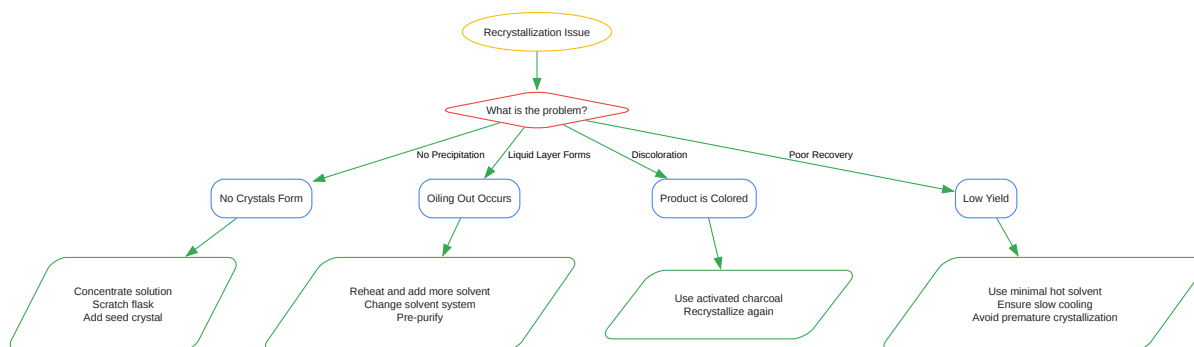 Recrystallization Issue
What is the problem?
No Precipitation
Liquid Layer Forms
Discoloration
Poor Recovery
No Crystals Form
Oiling Out Occurs
Product is Colored
Low Yield
Concentrate solution
Scratch flask
Add seed crystal
Reheat and add more solvent
Change solvent system
Pre-purify
Use activated charcoal
Recrystallize again
Use minimal hot solvent
Ensure slow cooling
Avoid premature crystallization